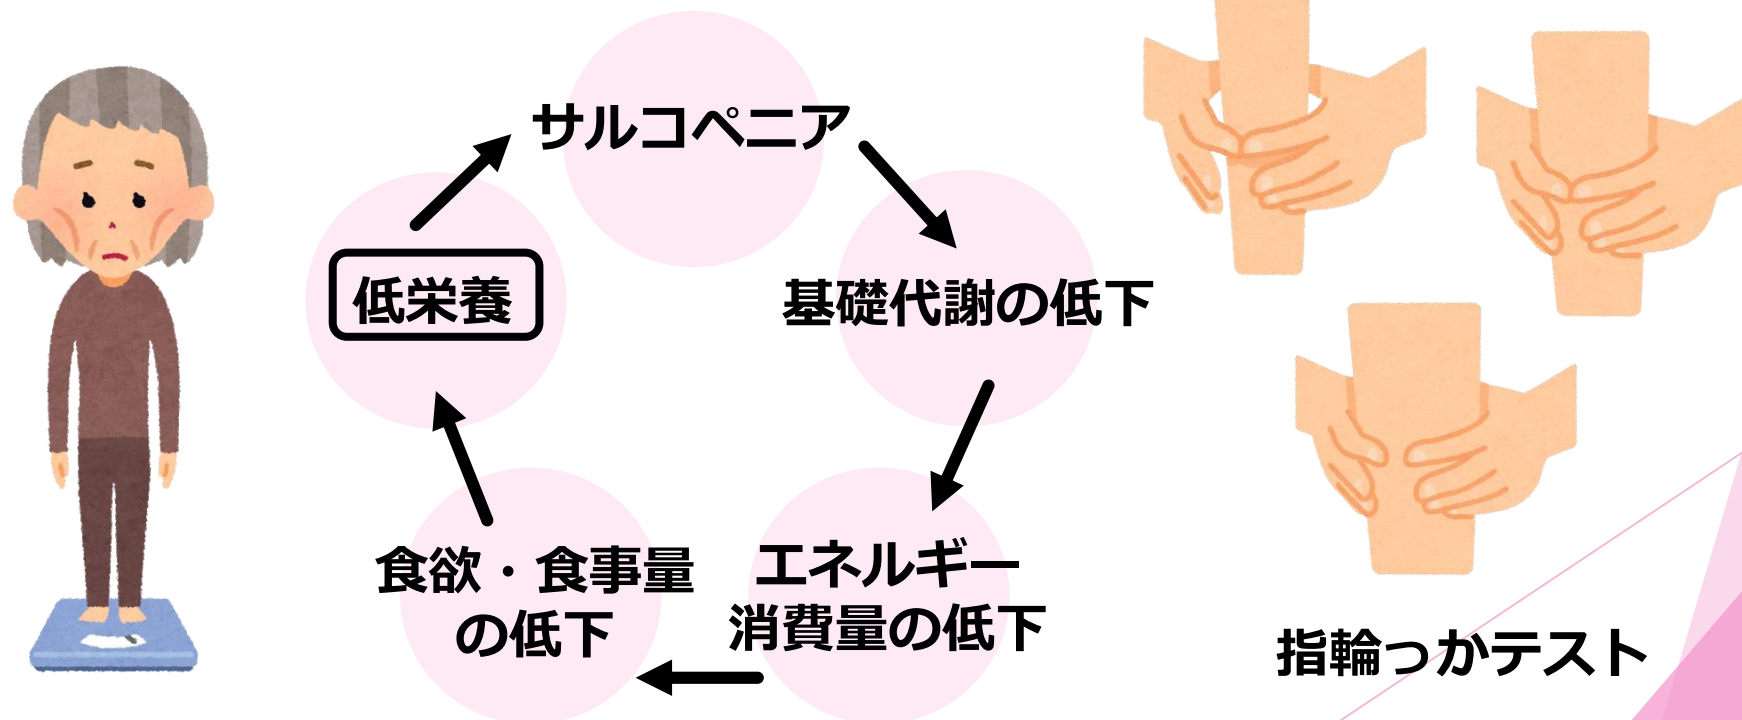 サルコペニア
低栄養
基礎代謝の低下
食欲・食事量
の低下
エネルギー
消費量の低下
指輪っかテスト